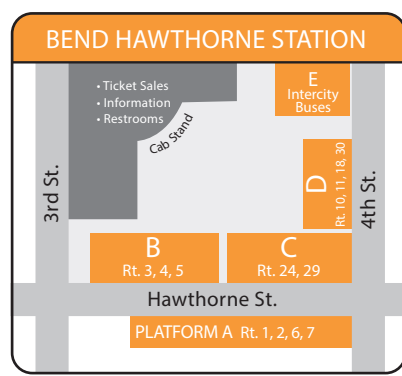 BEND HAWTHORNE STATION
• Ticket Sales
• Information
• Restrooms
Cab Stand
E
Intercity
Buses
D
Rt. 10, 11, 18, 30
3rd St.
4th St.
B
Rt. 3, 4, 5
C
Rt. 24, 29
Hawthorne St.
PLATFORM A Rt. 1, 2, 6, 7